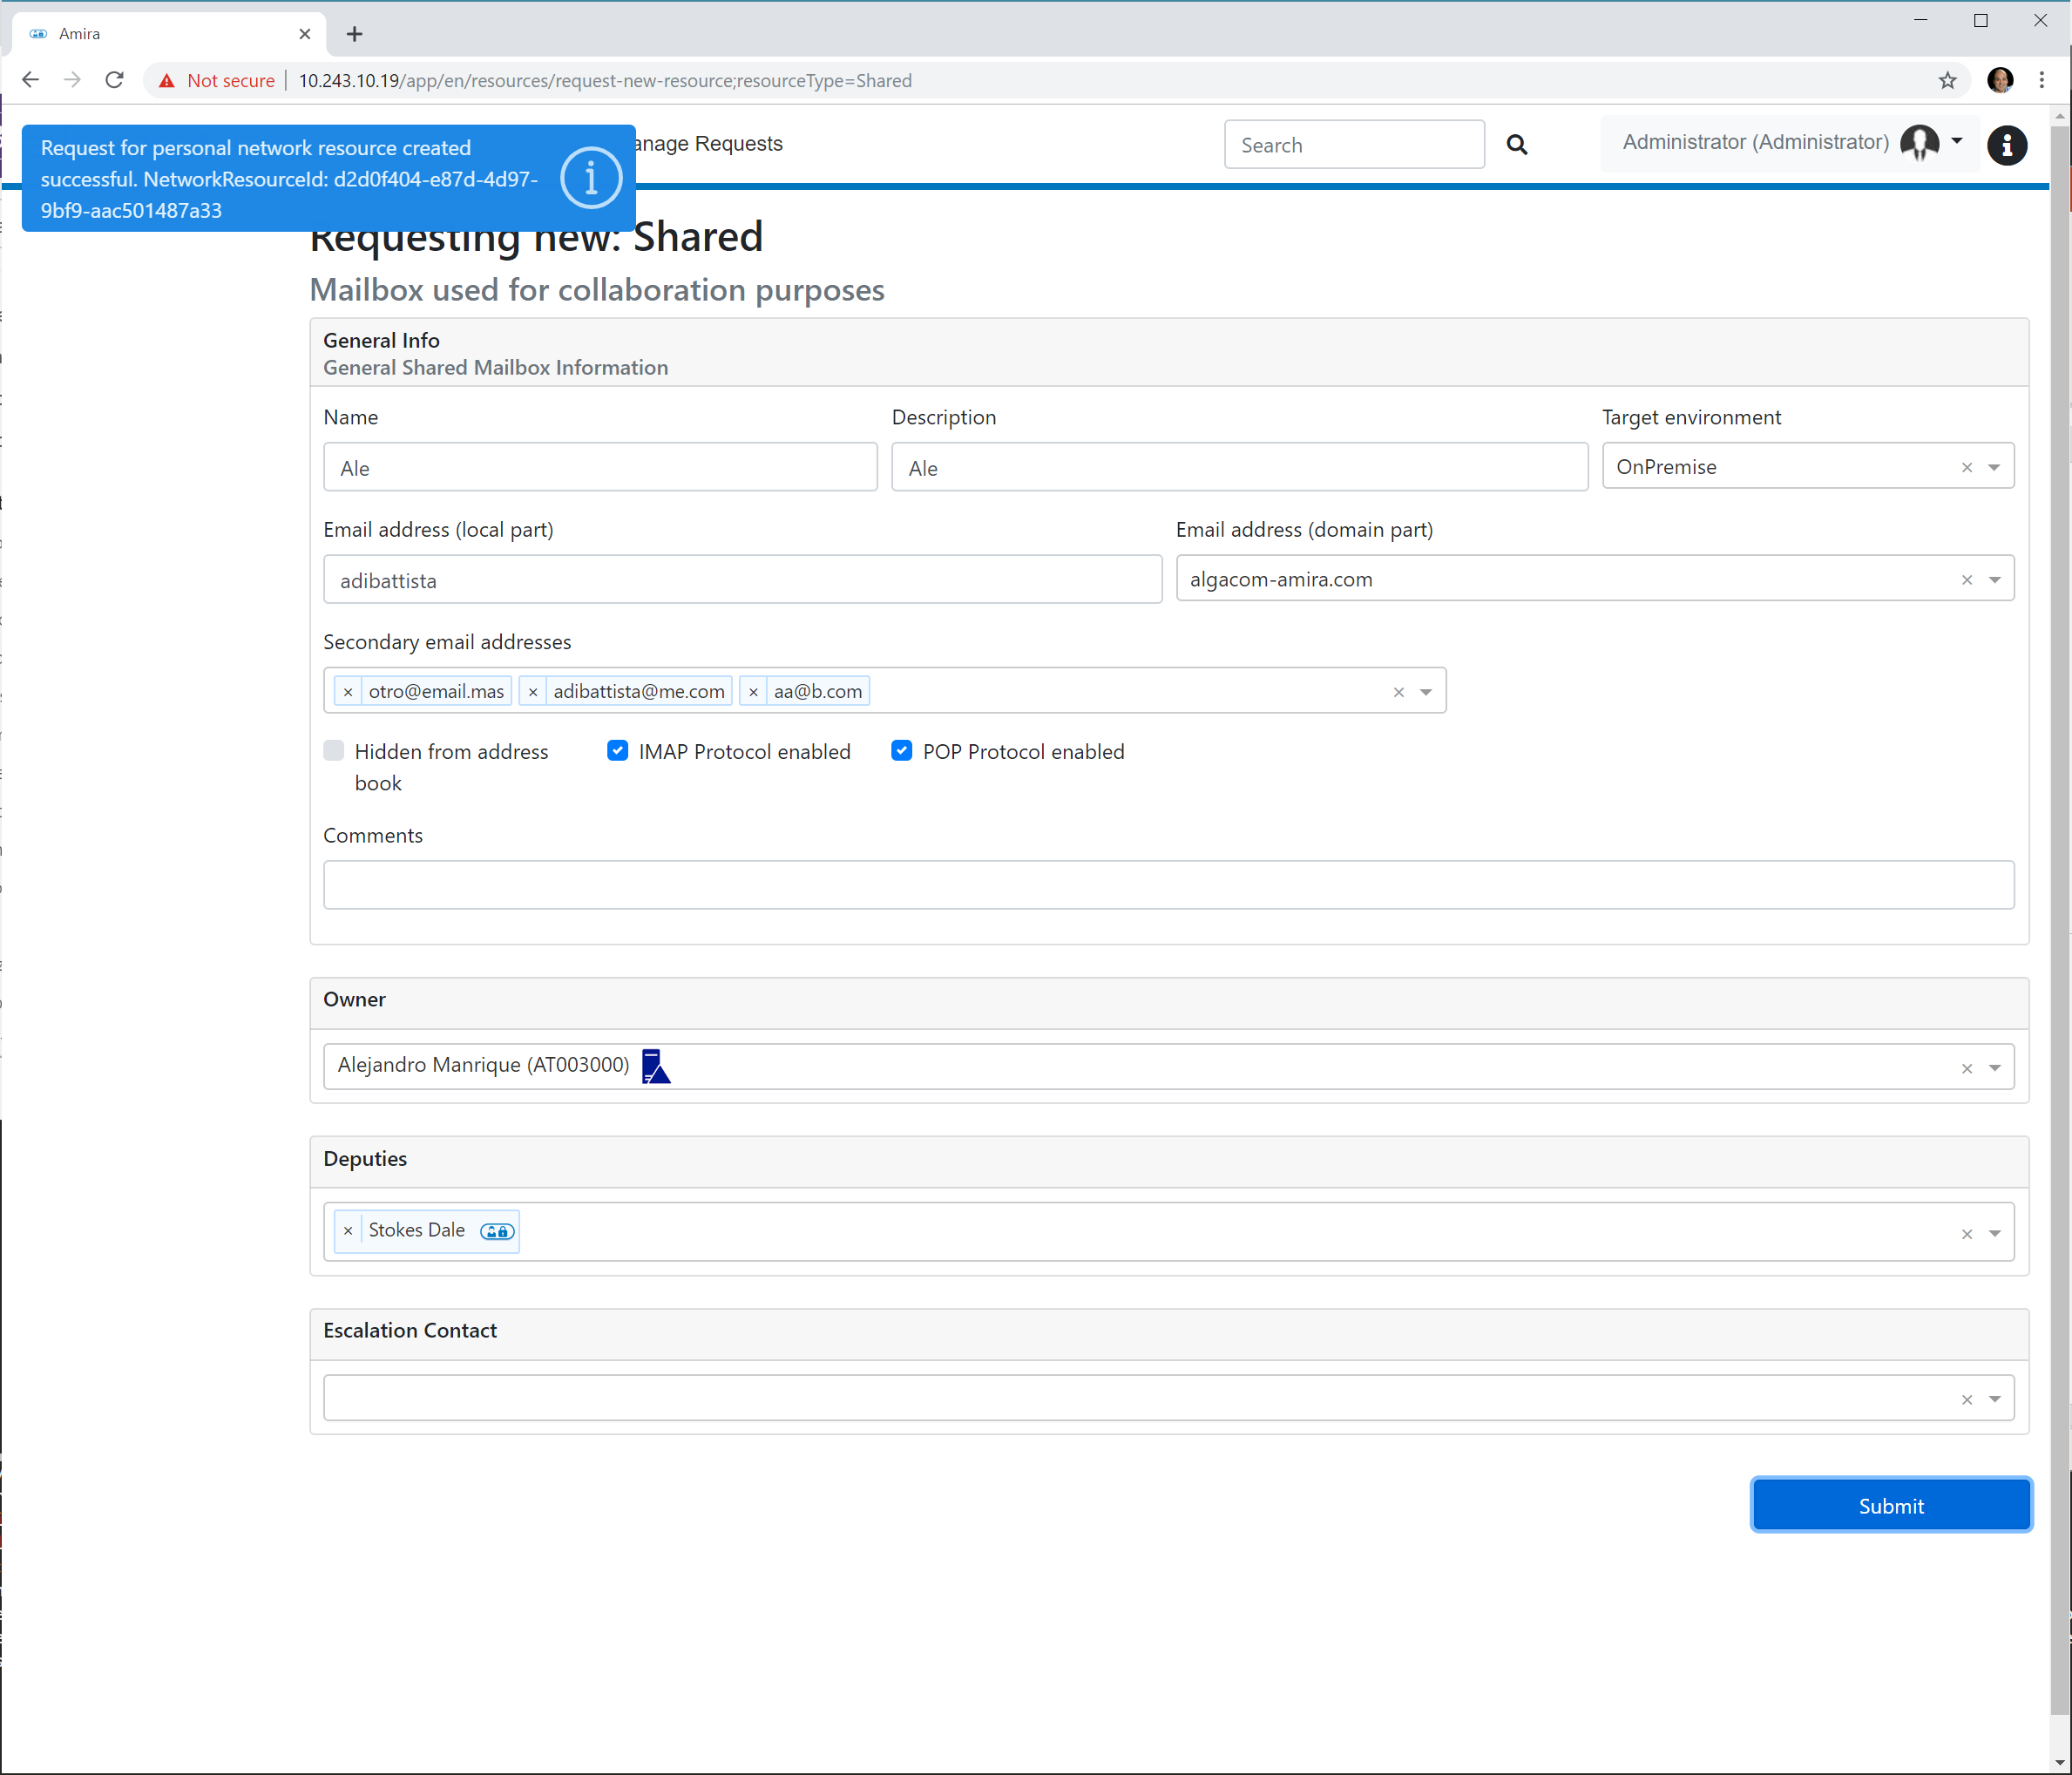 Amira
Not secure
10.243.10.19/app/en/resources/request-new-resource;resourceType=Shared
Request for personal network resource created
successful. NetworkResourceId: d2d0f404-e87d-4d97-
9bf9-aac501487a33
anage Requests
Search
Administrator (Administrator)
Requesting new: Shared
Mailbox used for collaboration purposes
General Info
General Shared Mailbox Information
Name
Description
Target environment
Ale
Ale
OnPremise
Email address (local part)
Email address (domain part)
adibattista
algacom-amira.com
Secondary email addresses
× otro@email.mas × adibattista@me.com × aa@b.com
Hidden from address
book
IMAP Protocol enabled
POP Protocol enabled
Comments
Owner
Alejandro Manrique (AT003000)
Deputies
× Stokes Dale
Escalation Contact
Submit